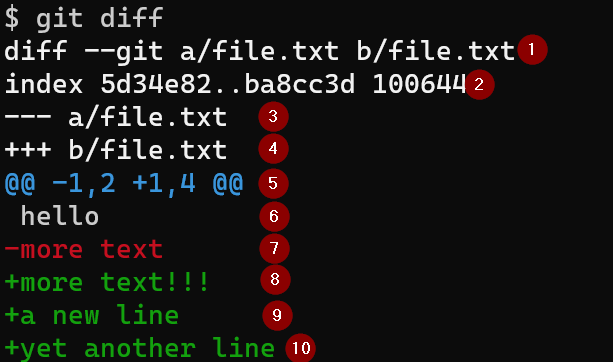 $ git diff
diff --git a/file.txt b/file.txt 1
index 5d34e82..ba8cc3d 100644 2
--- a/file.txt 3
+++ b/file.txt 4
@@ -1,2 +1,4 @@ 5
 hello 6
-more text 7
+more text!!! 8
+a new line 9
+yet another line 10